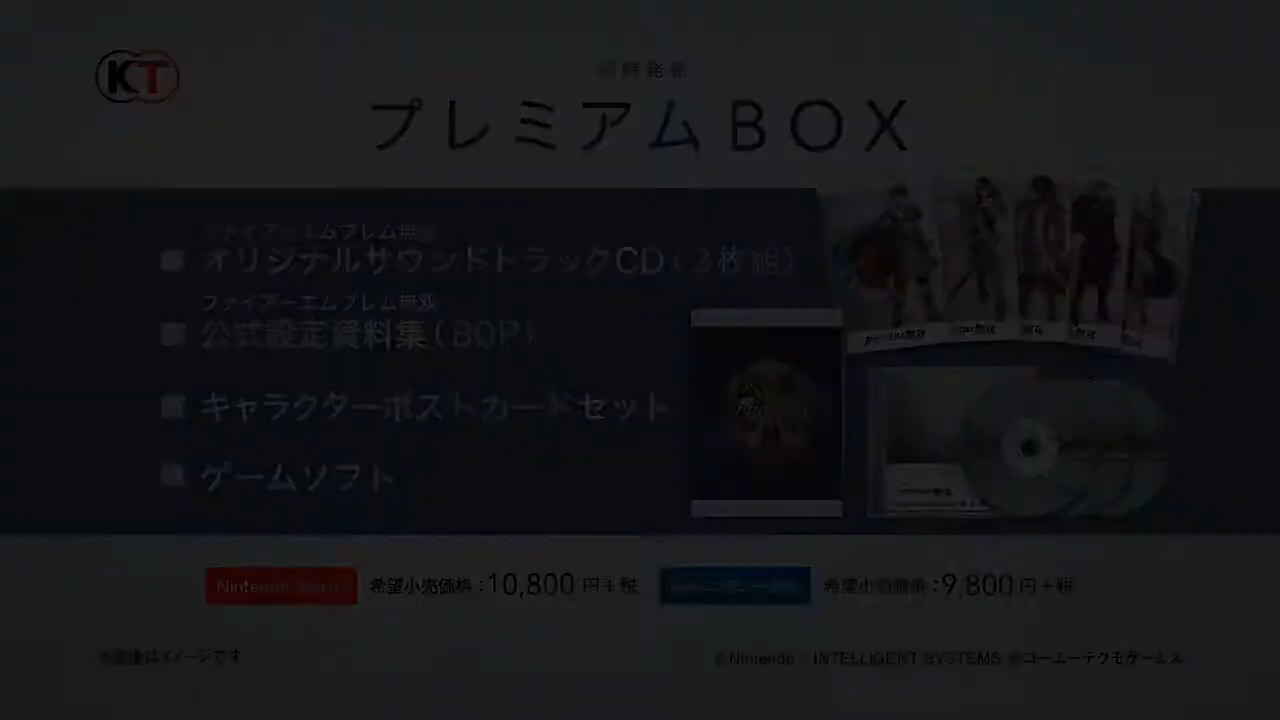 KT
同時発売
プレミアムBOX
ファイアーエムブレム無双
■ オリジナルサウンドトラックCD(3枚組)
ファイアーエムブレム無双
■ 公式設定資料集(80P)
■ キャラクターポストカードセット
■ ゲームソフト
Nintendo Switch 希望小売価格:10,800円+税
希望小売価格:9,800円+税
※画像はイメージです
©Nintendo / INTELLIGENT SYSTEMS ©コーエーテクモゲームス